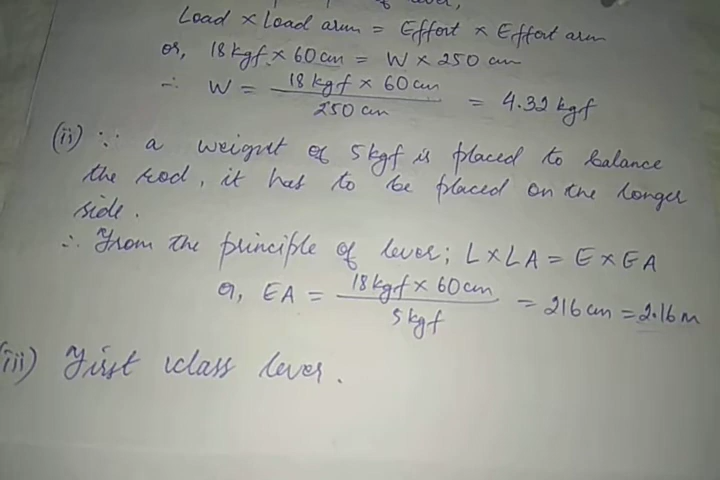 of lever,
Load × Load arm = Effort × Effort arm
or, 18 kgf × 60 cm = W × 250 cm
∴ W = 18 kgf × 60 cm / 250 cm = 4.32 kgf
(ii) ∵ a weight of 5 kgf is placed to balance
the rod, it has to be placed on the longer
side.
∴ From the principle of lever; L × LA = E × EA
or, EA = 18 kgf × 60 cm / 5 kgf = 216 cm = 2.16 m
(iii) First class lever.